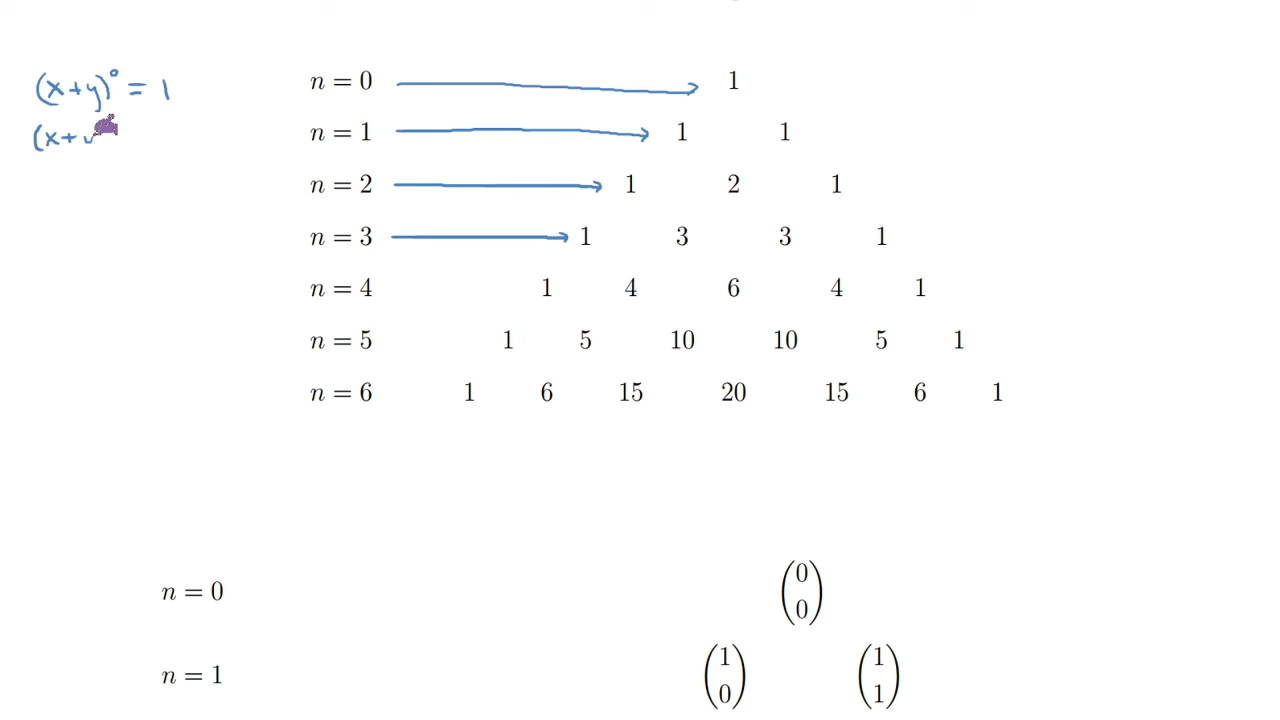 (x+y)⁰ = 1
n = 0 1
(x+
n = 1 1 1
n = 2 1 2 1
n = 3 1 3 3 1
n = 4 1 4 6 4 1
n = 5 1 5 10 10 5 1
n = 6 1 6 15 20 15 6 1
n = 0 (0 0)
n = 1 (1 0) (1 1)